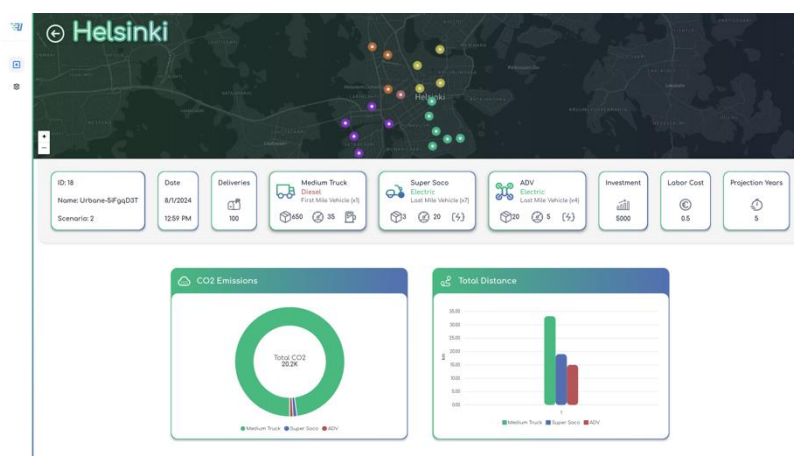 Helsinki
Helsinki
+
−
ID: 18
Name: Urbane-5iFgqD3T
Scenario: 2
Date
8/1/2024
12:59 PM
Deliveries
100
Medium Truck
Diesel
First Mile Vehicle (x1)
650 35
Super Soco
Electric
Last Mile Vehicle (x7)
3 20
ADV
Electric
Last Mile Vehicle (x4)
20 5
Investment
5000
Labor Cost
0.5
Projection Years
5
CO2 Emissions
Total CO2
20.2K
Medium Truck Super Soco ADV
Total Distance
35.00
30.00
25.00
20.00
15.00
10.00
5.00
0.00
km
1
Medium Truck Super Soco ADV